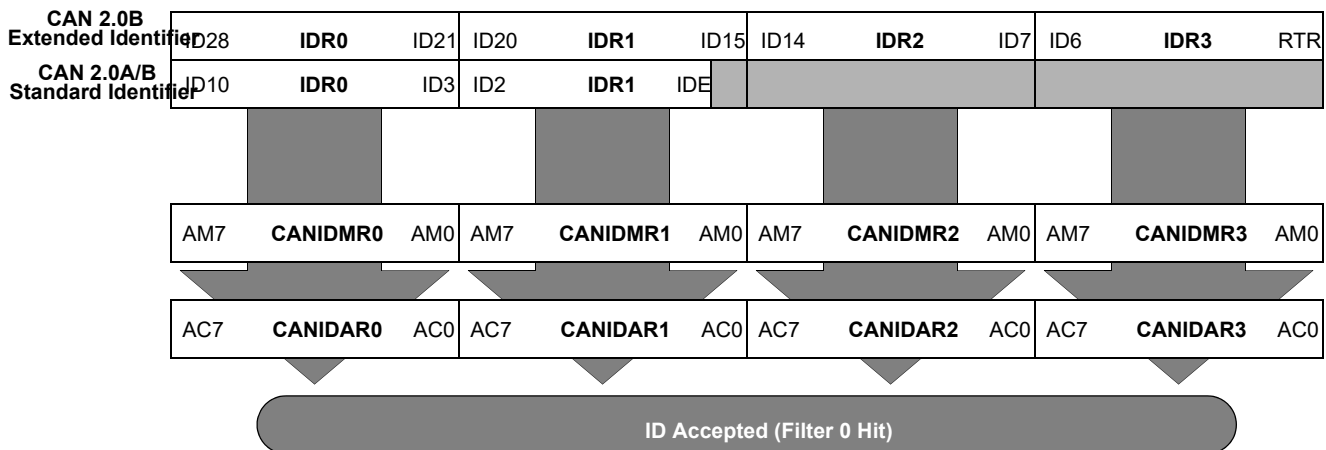 CAN 2.0B
Extended Identifier ID28 IDR0 ID21 ID20 IDR1 ID15 ID14 IDR2 ID7 ID6 IDR3 RTR
CAN 2.0A/B
Standard Identifier ID10 IDR0 ID3 ID2 IDR1 IDE
AM7 CANIDMR0 AM0 AM7 CANIDMR1 AM0 AM7 CANIDMR2 AM0 AM7 CANIDMR3 AM0
AC7 CANIDAR0 AC0 AC7 CANIDAR1 AC0 AC7 CANIDAR2 AC0 AC7 CANIDAR3 AC0
ID Accepted (Filter 0 Hit)